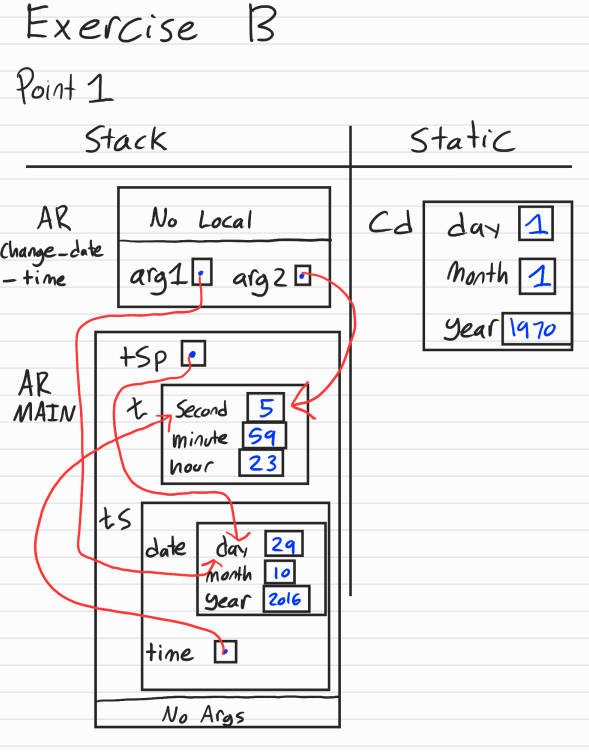 Exercise B
Point 1
Stack
Static
AR
Change_date
- time
No Local
arg1 arg2
Cd
day 1
Month 1
year 1970
AR
MAIN
tsp
t
Second 5
minute 59
hour 23
ts
date
day 29
month 10
year 2016
time
No Args